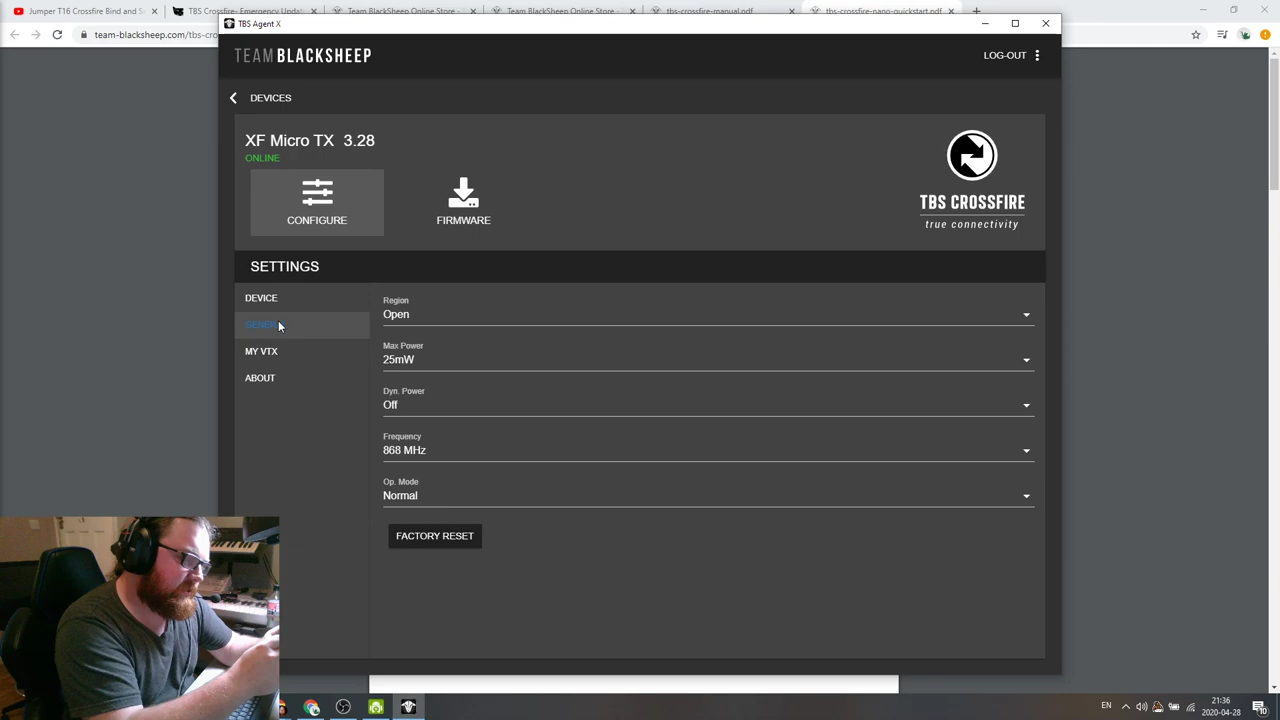 Jumper T16 Crossfire Bind and S
TBS Crossfire- Emergency Upda
Team BlackSheep Online Store -
Team BlackSheep Online Store -
tbs-crossfire-manual.pdf
tbs-crossfire-nano-quickstart.pdf
team-blacksheep.com/tbs-cros
TBS Agent X
TEAM BLACKSHEEP
LOG-OUT
DEVICES
XF Micro TX 3.28
ONLINE
CONFIGURE
FIRMWARE
TBS CROSSFIRE
true connectivity
SETTINGS
DEVICE
GENER
MY VTX
ABOUT
Region
Open
Max Power
25mW
Dyn. Power
Off
Frequency
868 MHz
Op. Mode
Normal
FACTORY RESET
EN
21:36
2020-04-28
10